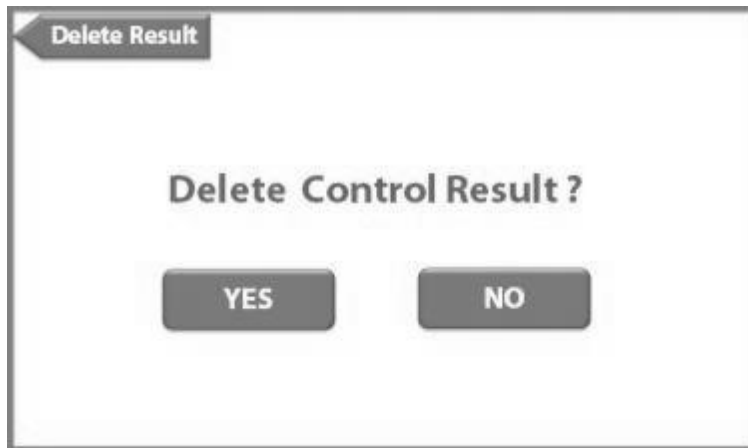 Delete Result
Delete Control Result ?
YES
NO